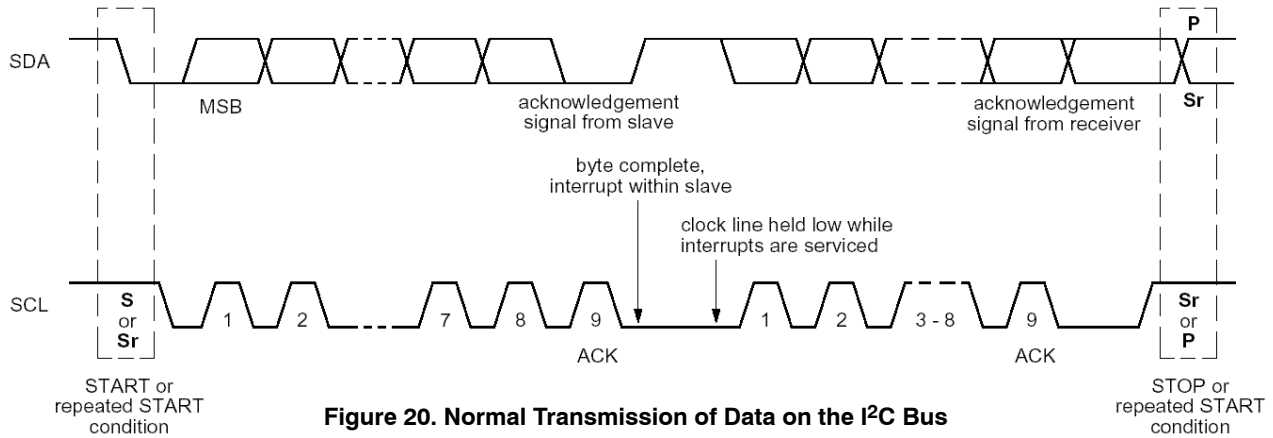 P
SDA
MSB
acknowledgement
signal from slave
acknowledgement
signal from receiver
Sr
byte complete,
interrupt within slave
clock line held low while
interrupts are serviced
SCL
S
or
Sr
1
2
7
8
9
1
2
3 - 8
9
Sr
or
P
ACK
ACK
START or
repeated START
condition
STOP or
repeated START
condition
Figure 20. Normal Transmission of Data on the I²C Bus